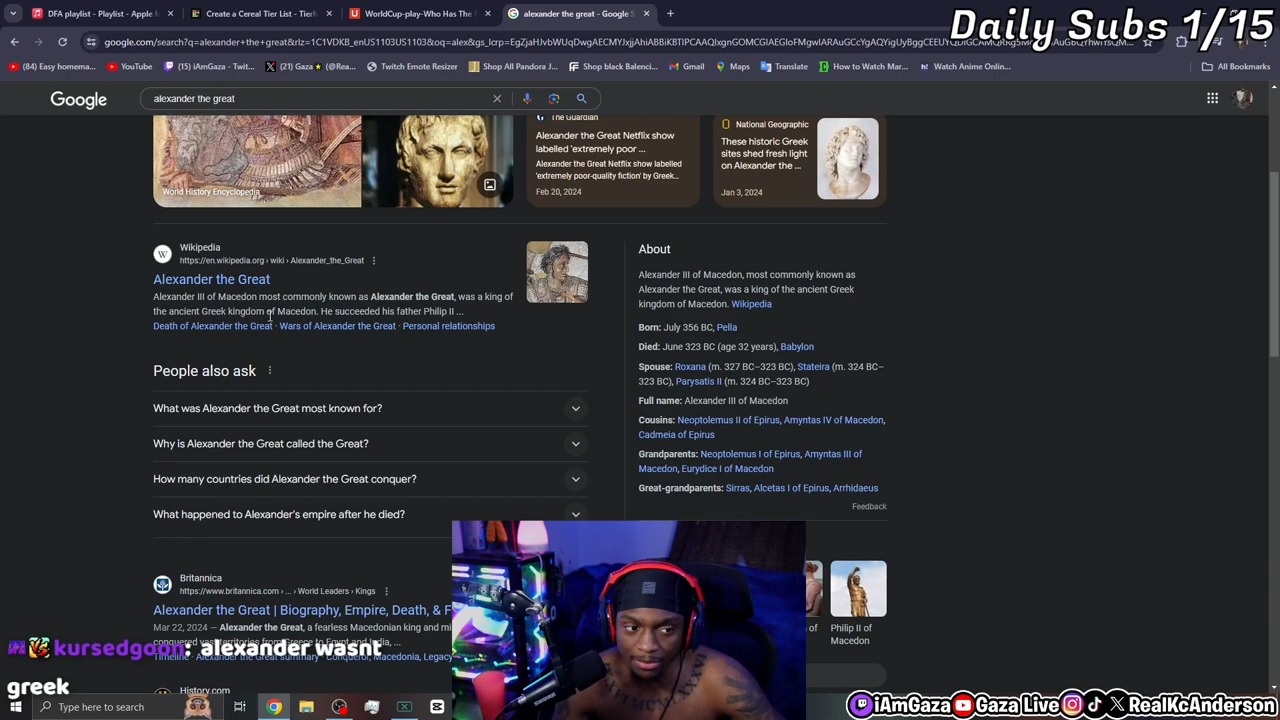 DFA playlist - Playlist - Apple M
Create a Cereal Tier List - TierM
WorldCup-play-Who Has The
alexander the great - Google S
Daily Subs 1/15
(84) Easy homema...
YouTube
(15) iAmGaza - Twit...
(21) Gaza
(@Rea...
Twitch Emote Resizer
Shop All Pandora J...
Shop black Balenci...
Gmail
Maps
Translate
How to Watch Mar...
Watch Anime Onlin...
All Bookmarks
Google
alexander the great
World History Encyclopedia
The Guardian
Alexander the Great Netflix show
labelled 'extremely poor ...
Alexander the Great Netflix show labelled
'extremely poor-quality fiction' by Greek...
Feb 20, 2024
National Geographic
These historic Greek
sites shed fresh light
on Alexander the ...
Jan 3, 2024
Wikipedia
https://en.wikipedia.org › wiki › Alexander_the_Great
Alexander the Great
Alexander III of Macedon most commonly known as Alexander the Great, was a king of
the ancient Greek kingdom of Macedon. He succeeded his father Philip II ...
Death of Alexander the Great · Wars of Alexander the Great · Personal relationships
People also ask
What was Alexander the Great most known for?
Why is Alexander the Great called the Great?
How many countries did Alexander the Great conquer?
What happened to Alexander's empire after he died?
Britannica
https://www.britannica.com › ... › World Leaders › Kings
Alexander the Great | Biography, Empire, Death, & F
Mar 22, 2024 — Alexander the Great, a fearless Macedonian king and mi
conquered vast territories from Greece to Egypt and India,
Timeline · Alexander the Great summary · Conqueror, Macedonia, Legacy
History.com
About
Alexander III of Macedon, most commonly known as
Alexander the Great, was a king of the ancient Greek
kingdom of Macedon. Wikipedia
Born: July 356 BC, Pella
Died: June 323 BC (age 32 years), Babylon
Spouse: Roxana (m. 327 BC–323 BC), Stateira (m. 324 BC–
323 BC), Parysatis II (m. 324 BC–323 BC)
Full name: Alexander III of Macedon
Cousins: Neoptolemus II of Epirus, Amyntas IV of Macedon,
Cadmeia of Epirus
Grandparents: Neoptolemus I of Epirus, Amyntas III of
Macedon, Eurydice I of Macedon
Great-grandparents: Sirras, Alcetas I of Epirus, Arrhidaeus
Feedback
Philip II of
Macedon
kursedgoon: alexander wasnt
greek
Type here to search
iAmGaza Gaza Live RealKcAnderson